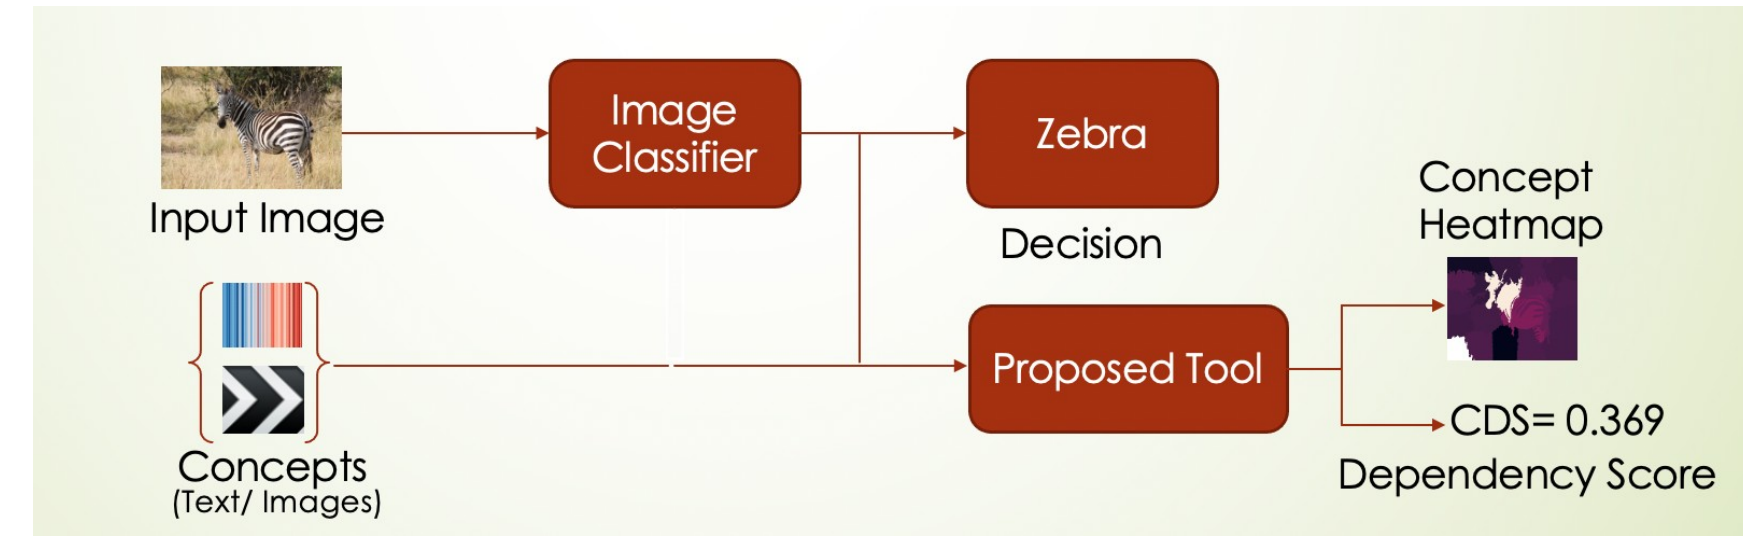 Image
Classifier
Zebra
Input Image
Decision
Concept
Heatmap
Proposed Tool
CDS= 0.369
Dependency Score
Concepts
(Text/ Images)